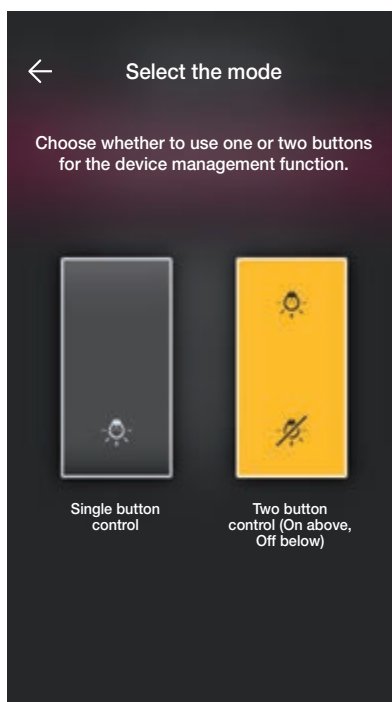 Select the mode
Choose whether to use one or two buttons
for the device management function.
Single button
control
Two button
control (On above,
Off below)